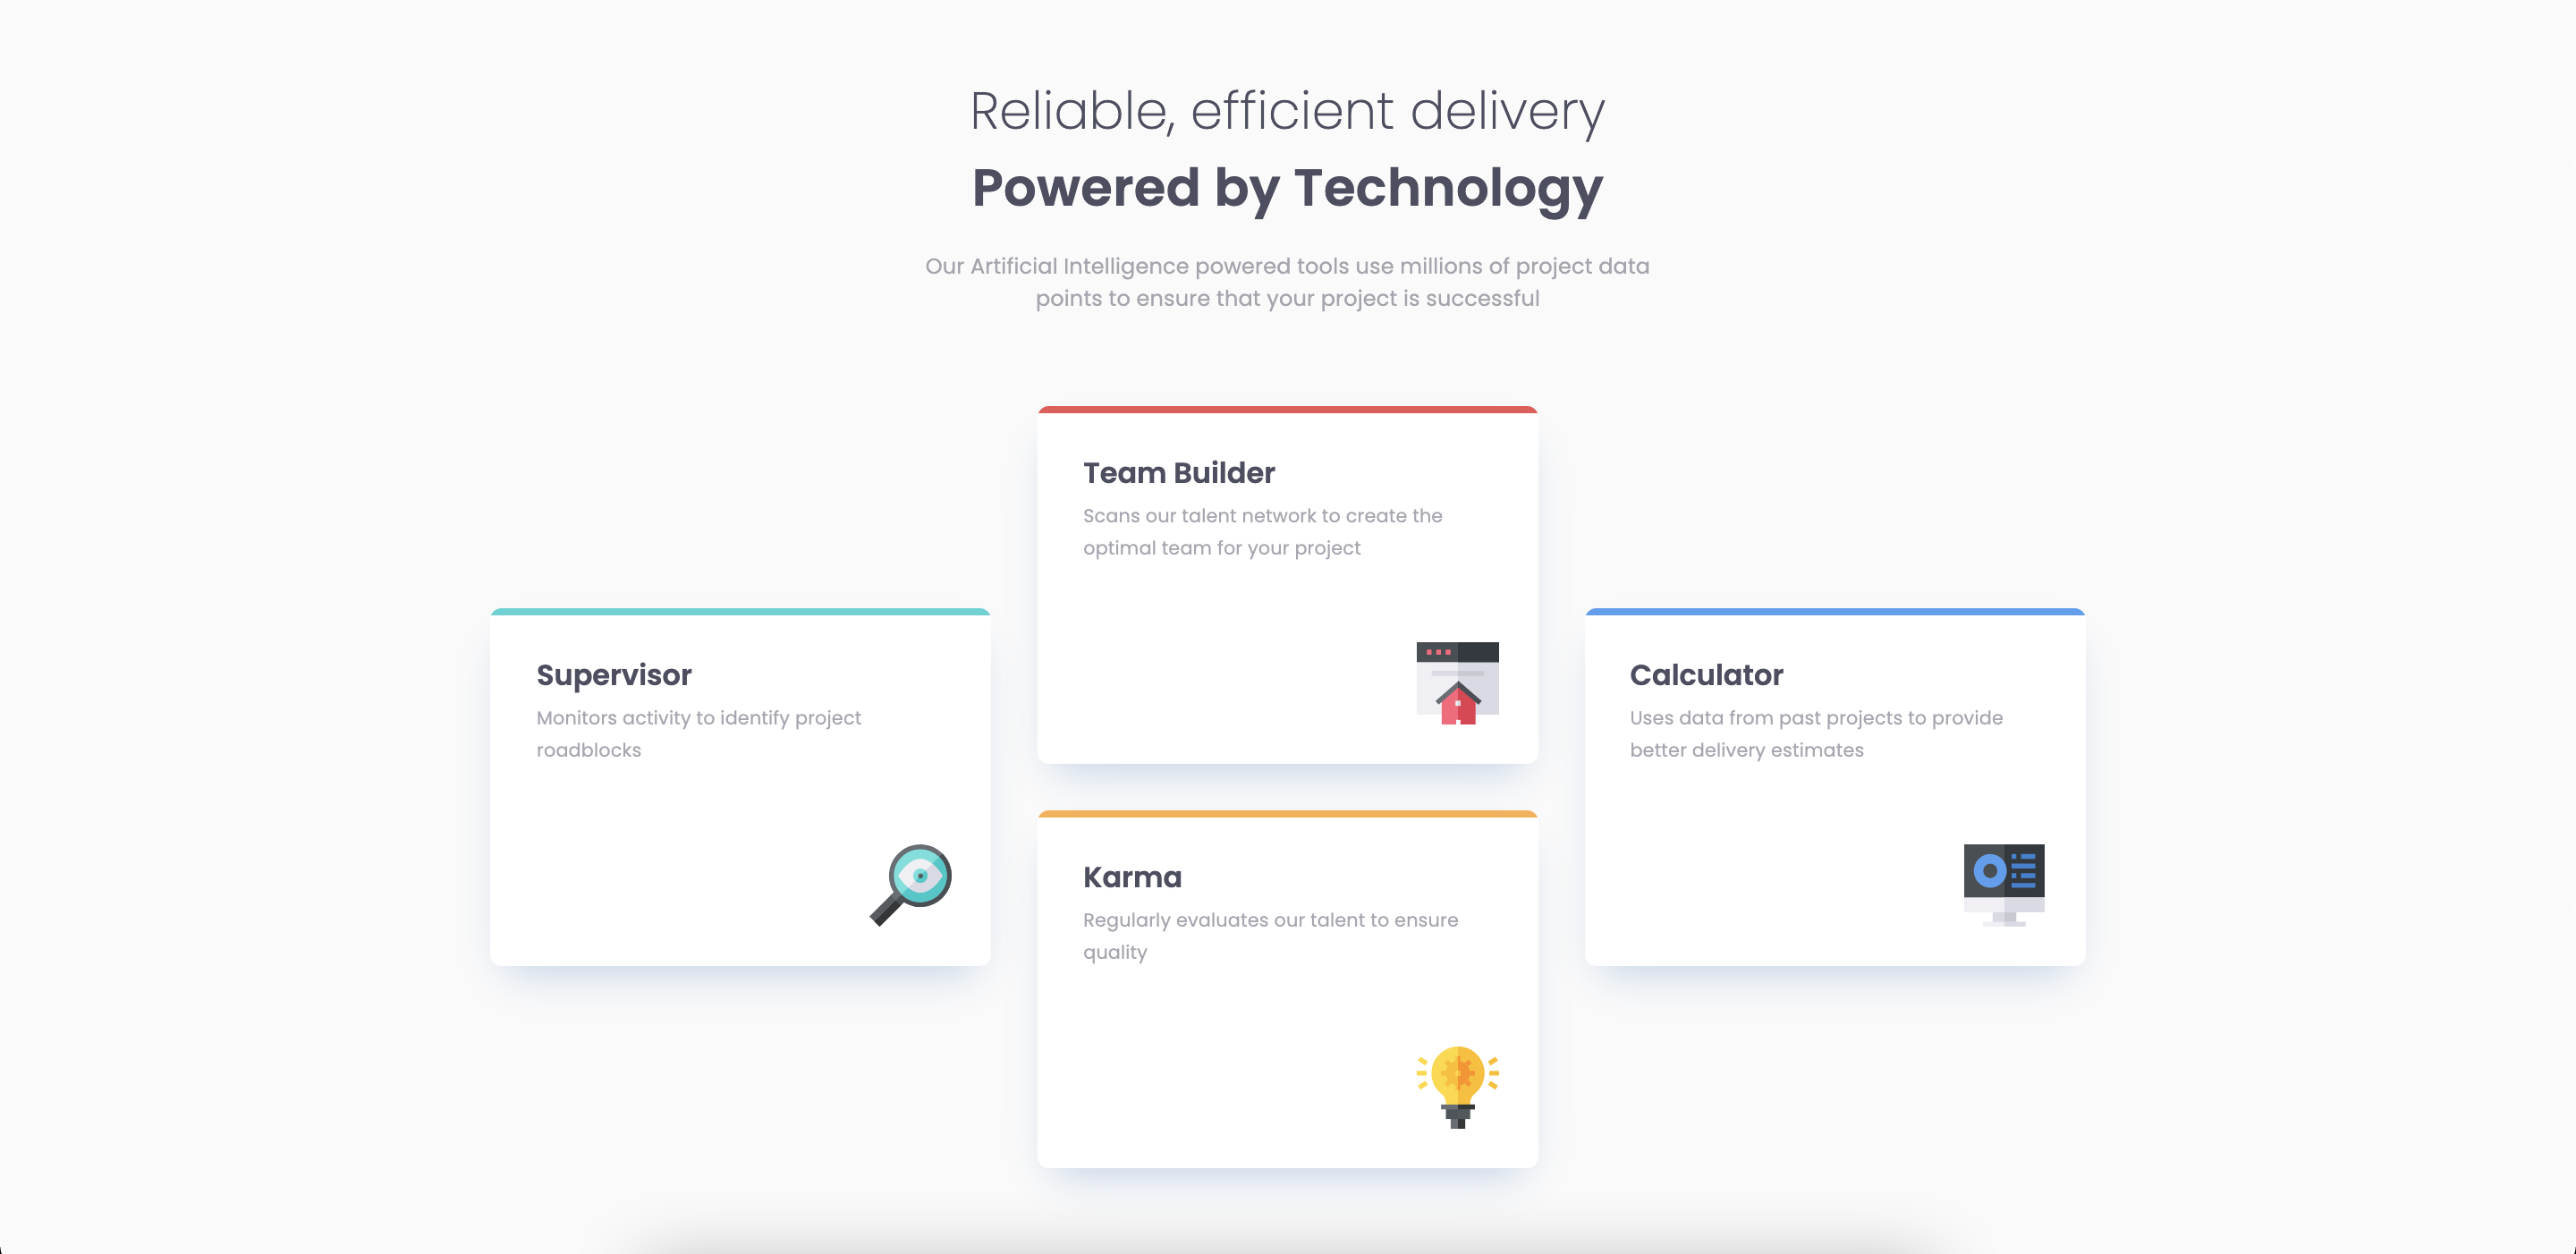 Reliable, efficient delivery
Powered by Technology
Our Artificial Intelligence powered tools use millions of project data
points to ensure that your project is successful
Team Builder
Scans our talent network to create the
optimal team for your project
Supervisor
Monitors activity to identify project
roadblocks
Calculator
Uses data from past projects to provide
better delivery estimates
Karma
Regularly evaluates our talent to ensure
quality